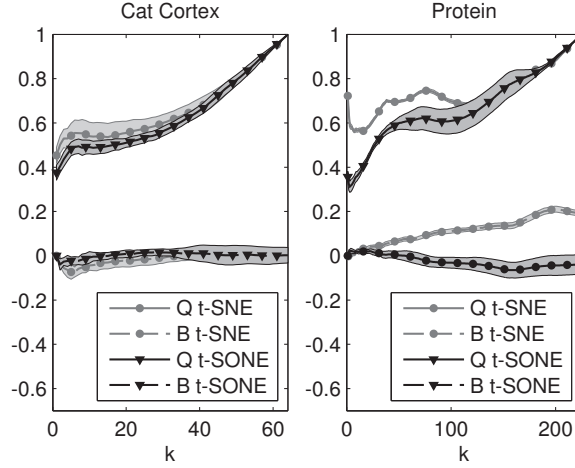 Cat Cortex
1
0.8
0.6
0.4
0.2
0
-0.2
-0.4
-0.6
0 20 40 60
k
Q t-SNE
B t-SNE
Q t-SONE
B t-SONE
Protein
1
0.8
0.6
0.4
0.2
0
-0.2
-0.4
-0.6
0 100 200
k
Q t-SNE
B t-SNE
Q t-SONE
B t-SONE